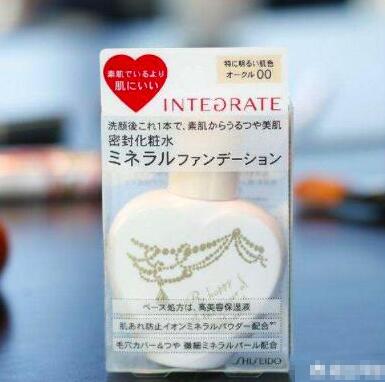 素肌でいるより
肌にいい
特に明るい肌色
オークル00
INTEGRATE
洗顔後これ1本で、素肌からうるつや美肌
密封化粧水
ミネラルファンデーション
ベース処方は、高美容保湿液
肌あれ防止イオンミネラルパウダー配合
毛穴カバー&つや 微細ミネラルパール配合
SHISEIDO